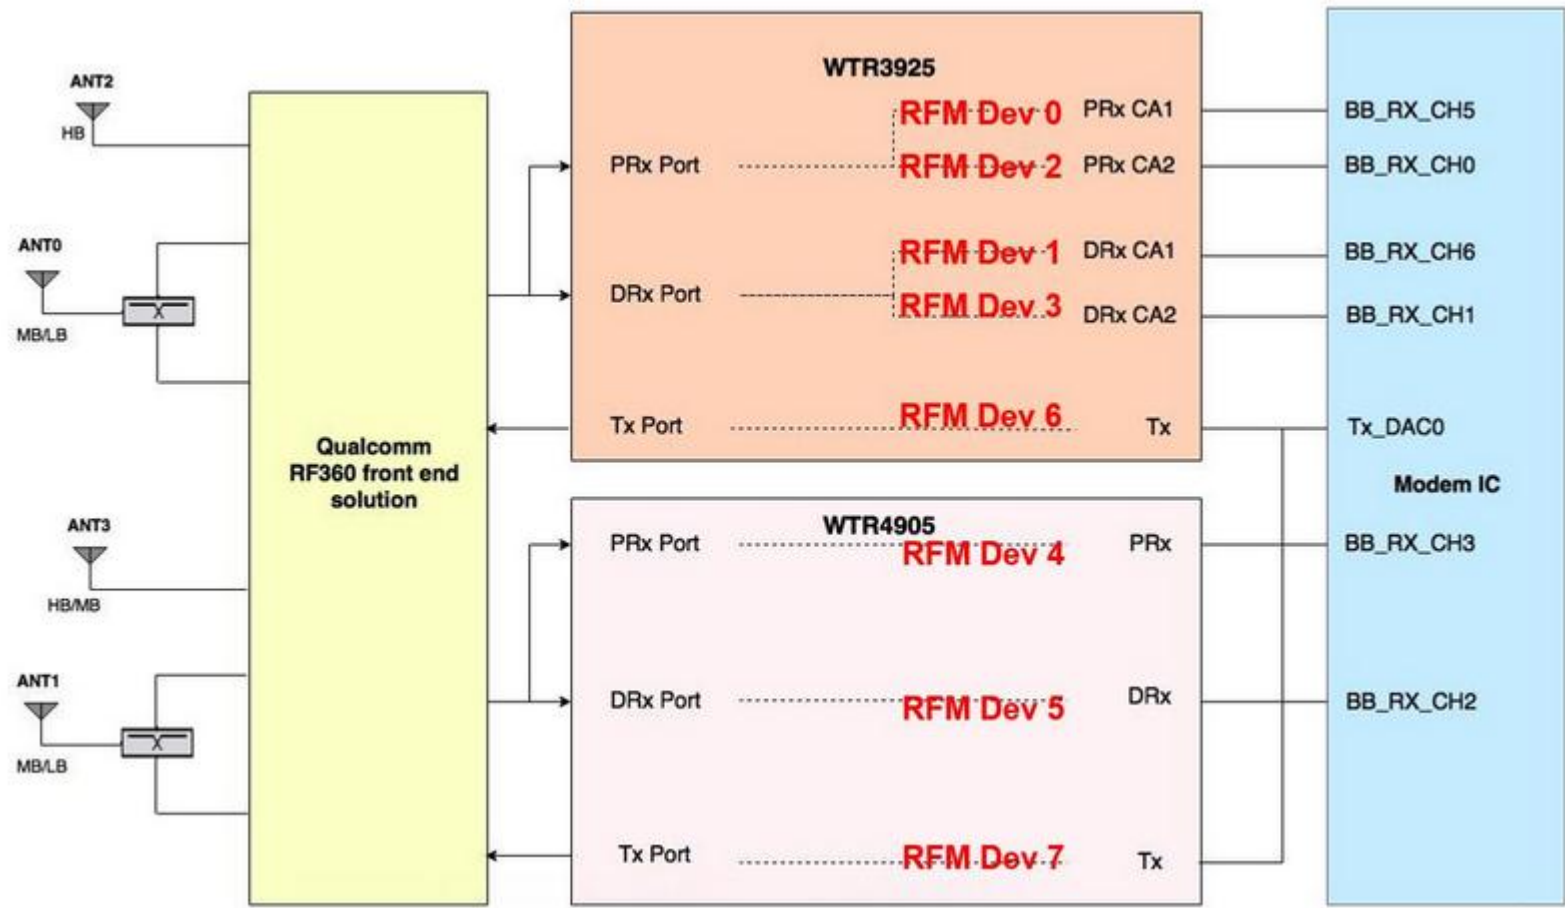 ANT2
HB
ANT0
MB/LB
ANT3
HB/MB
ANT1
MB/LB
Qualcomm
RF360 front end
solution
WTR3925
PRx Port
RFM Dev 0
PRx CA1
RFM Dev 2
PRx CA2
DRx Port
RFM Dev 1
DRx CA1
RFM Dev 3
DRx CA2
Tx Port
RFM Dev 6
Tx
WTR4905
PRx Port
RFM Dev 4
PRx
DRx Port
RFM Dev 5
DRx
Tx Port
RFM Dev 7
Tx
BB_RX_CH5
BB_RX_CH0
BB_RX_CH6
BB_RX_CH1
Tx_DAC0
Modem IC
BB_RX_CH3
BB_RX_CH2